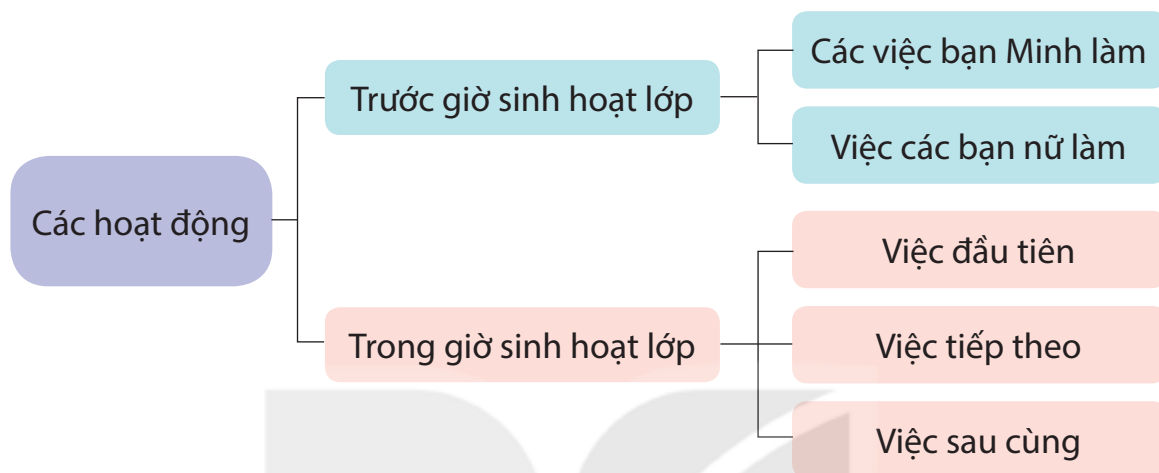 Các hoạt động
Trước giờ sinh hoạt lớp
Các việc bạn Minh làm
Việc các bạn nữ làm
Trong giờ sinh hoạt lớp
Việc đầu tiên
Việc tiếp theo
Việc sau cùng